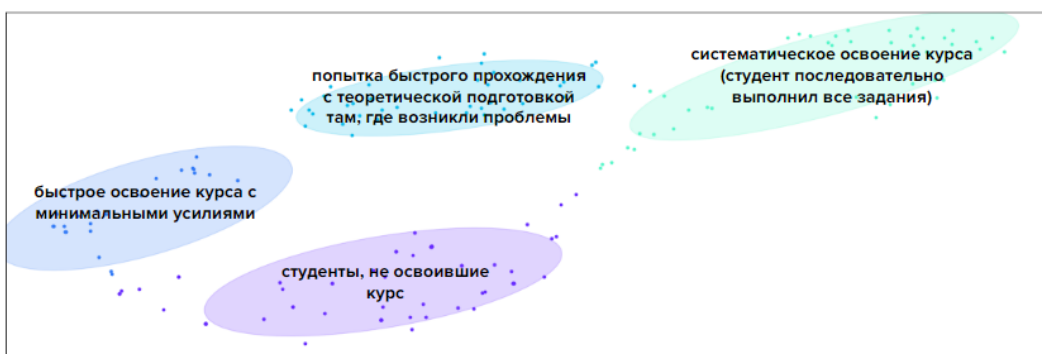 систематическое освоение курса
(студент последовательно
выполнил все задания)
попытка быстрого прохождения
с теоретической подготовкой
там, где возникли проблемы
быстрое освоение курса с
минимальными усилиями
студенты, не освоившие
курс